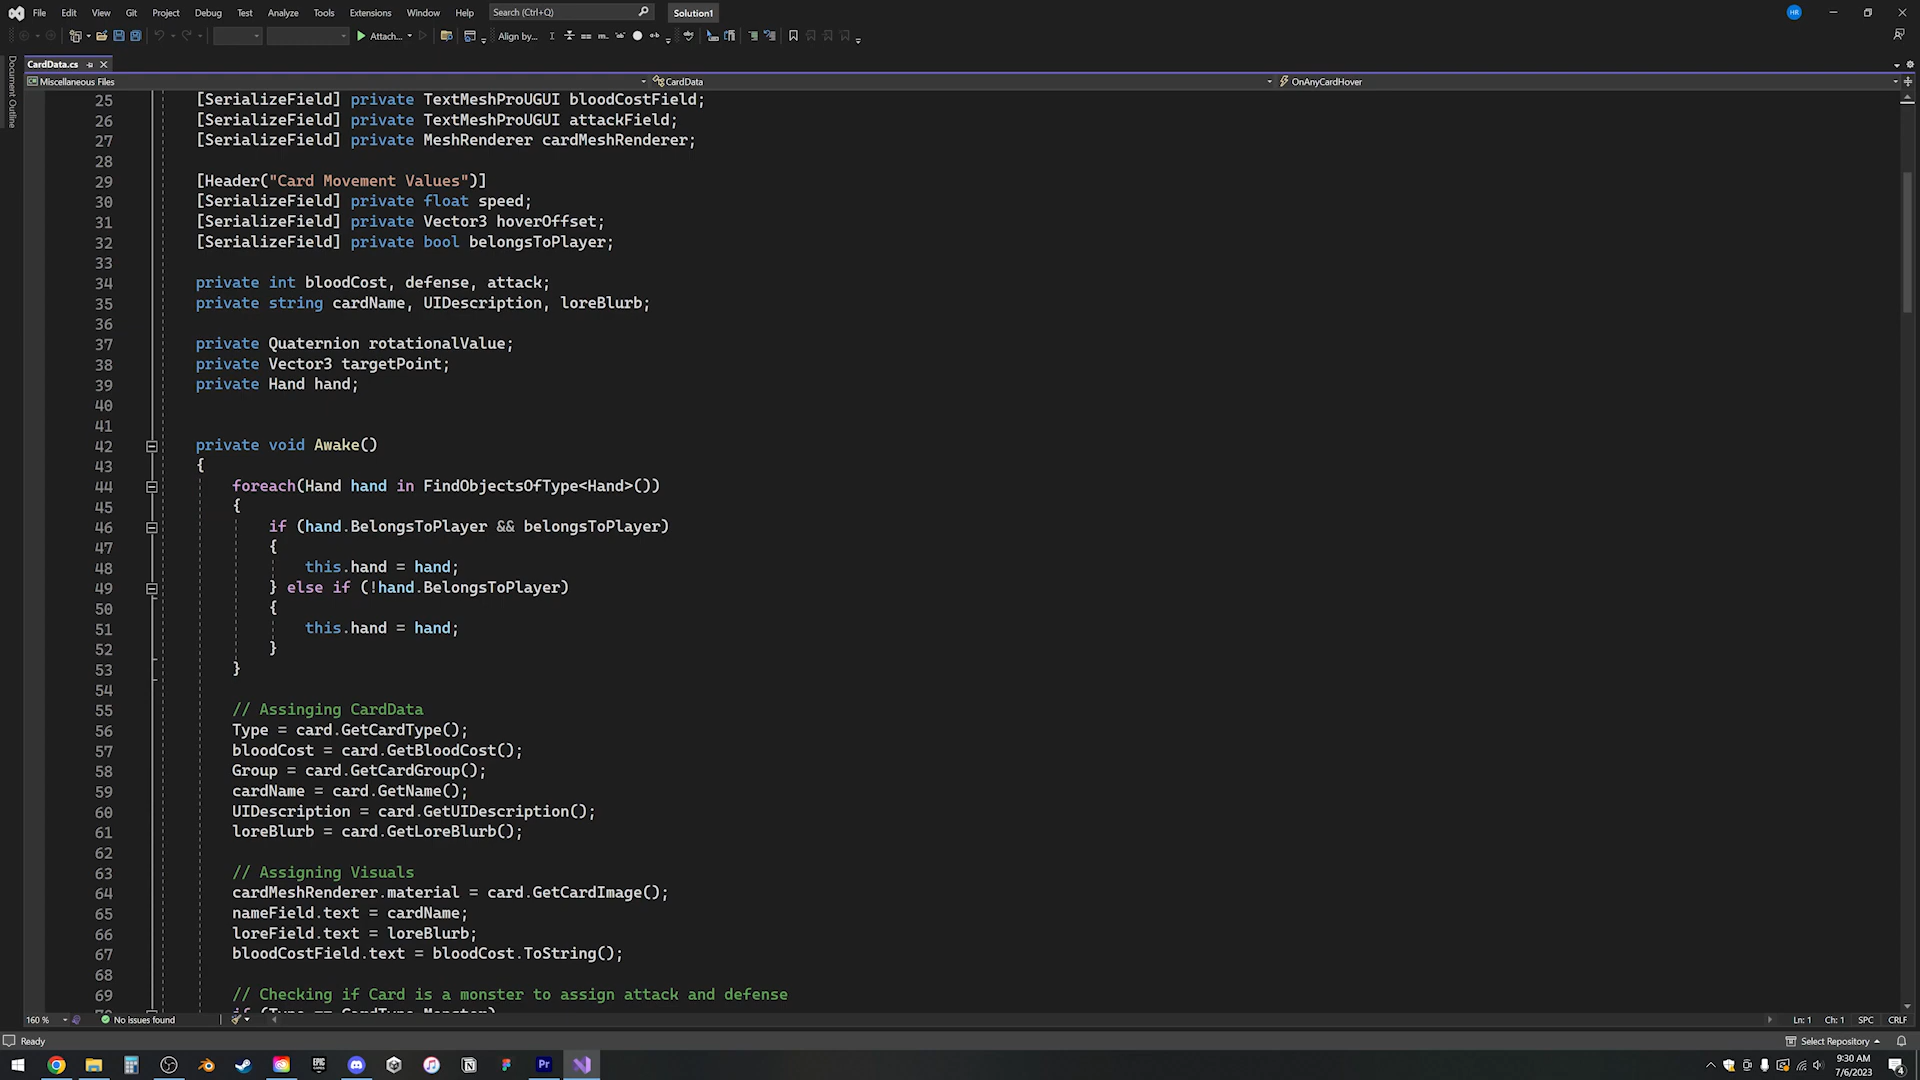 File Edit View Git Project Debug Test Analyze Tools Extensions Window Help Search (Ctrl+Q) Solution1
HR
Attach... Align by...
CardData.cs
Document Outline
Miscellaneous Files CardData OnAnyCardHover
25 [SerializeField] private TextMeshProUGUI bloodCostField;
26 [SerializeField] private TextMeshProUGUI attackField;
27 [SerializeField] private MeshRenderer cardMeshRenderer;
28
29 [Header("Card Movement Values")]
30 [SerializeField] private float speed;
31 [SerializeField] private Vector3 hoverOffset;
32 [SerializeField] private bool belongsToPlayer;
33
34 private int bloodCost, defense, attack;
35 private string cardName, UIDescription, loreBlurb;
36
37 private Quaternion rotationalValue;
38 private Vector3 targetPoint;
39 private Hand hand;
40
41
42 private void Awake()
43 {
44 foreach(Hand hand in FindObjectsOfType<Hand>())
45 {
46 if (hand.BelongsToPlayer && belongsToPlayer)
47 {
48 this.hand = hand;
49 } else if (!hand.BelongsToPlayer)
50 {
51 this.hand = hand;
52 }
53 }
54
55 // Assinging CardData
56 Type = card.GetCardType();
57 bloodCost = card.GetBloodCost();
58 Group = card.GetCardGroup();
59 cardName = card.GetName();
60 UIDescription = card.GetUIDescription();
61 loreBlurb = card.GetLoreBlurb();
62
63 // Assigning Visuals
64 cardMeshRenderer.material = card.GetCardImage();
65 nameField.text = cardName;
66 loreField.text = loreBlurb;
67 bloodCostField.text = bloodCost.ToString();
68
69 // Checking if Card is a monster to assign attack and defense
70 if (Type == CardType.Monster)
160 % No issues found Ln: 1 Ch: 1 SPC CRLF
Ready Select Repository
9:30 AM
7/6/2023
4